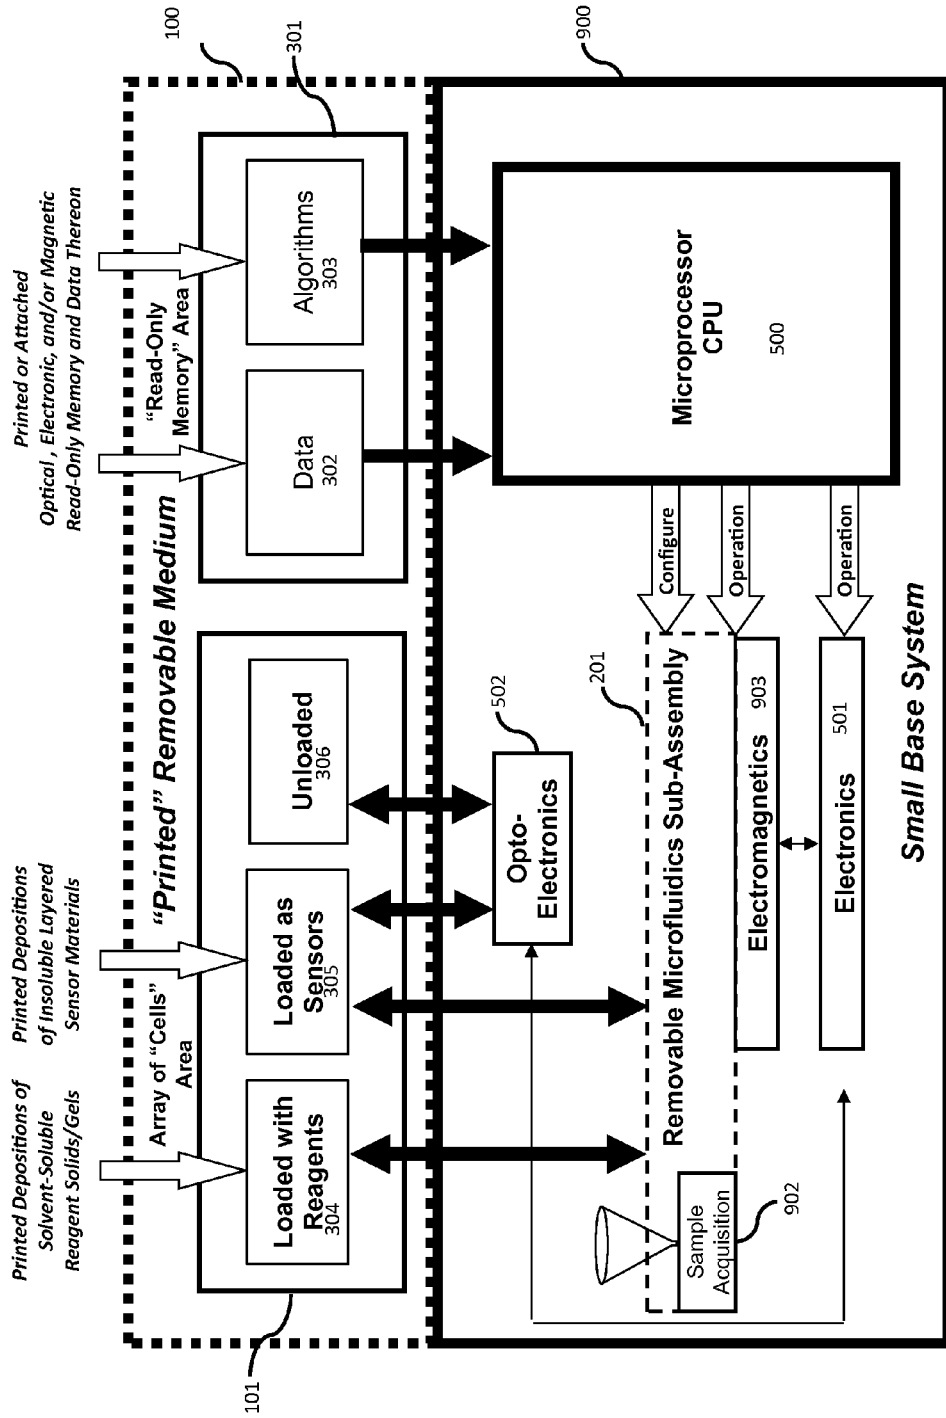 Printed Depositions of
Solvent-Soluble
Reagent Solids/Gels
Printed Depositions
of Insoluble Layered
Sensor Materials
Printed or Attached
Optical , Electronic, and/or Magnetic
Read-Only Memory and Data Thereon
100
"Printed" Removable Medium
Array of "Cells"
Area
"Read-Only
Memory" Area
301
101
Loaded with
Reagents
304
Loaded as
Sensors
305
Unloaded
306
Data
302
Algorithms
303
900
502
Opto-
Electronics
Microprocessor
CPU
500
201
Configure
Operation
Operation
Removable Microfluidics Sub-Assembly
Sample
Acquisition
902
Electromagnetics
903
Electronics
501
Small Base System